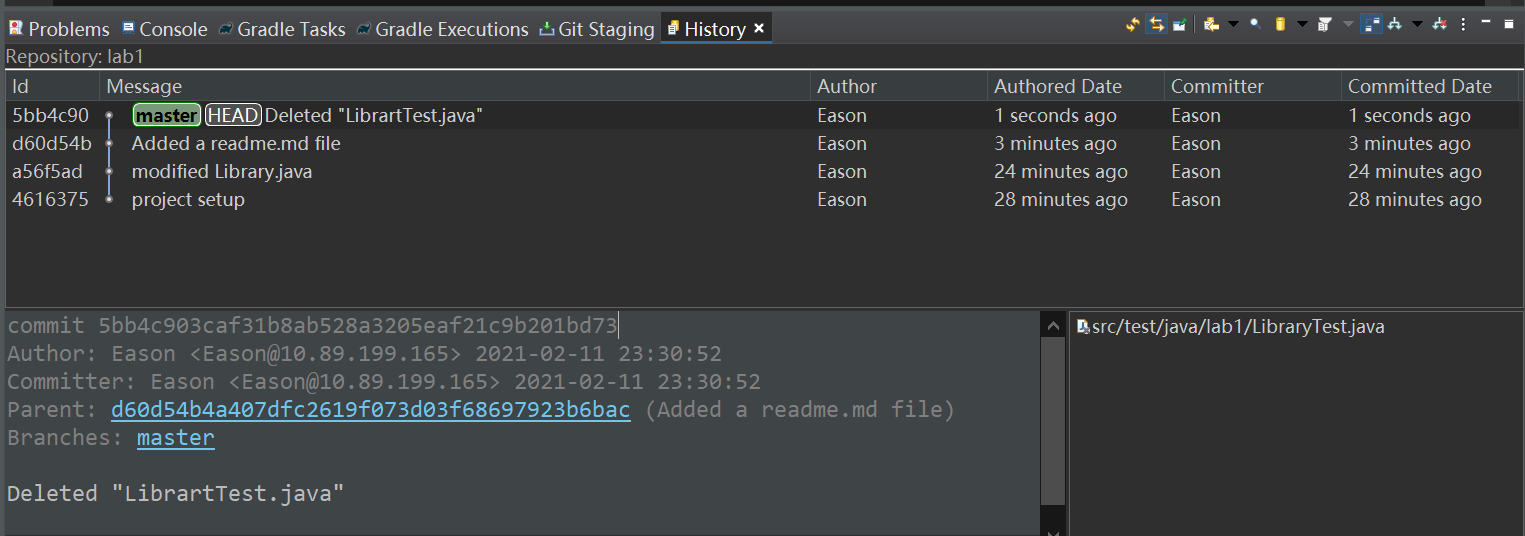 Problems Console Gradle Tasks Gradle Executions Git Staging History
Repository: lab1
Id Message Author Authored Date Committer Committed Date
5bb4c90 master HEAD Deleted "LibrartTest.java" Eason 1 seconds ago Eason 1 seconds ago
d60d54b Added a readme.md file Eason 3 minutes ago Eason 3 minutes ago
a56f5ad modified Library.java Eason 24 minutes ago Eason 24 minutes ago
4616375 project setup Eason 28 minutes ago Eason 28 minutes ago
commit 5bb4c903caf31b8ab528a3205eaf21c9b201bd73
Author: Eason <Eason@10.89.199.165> 2021-02-11 23:30:52
Committer: Eason <Eason@10.89.199.165> 2021-02-11 23:30:52
Parent: d60d54b4a407dfc2619f073d03f68697923b6bac (Added a readme.md file)
Branches: master
Deleted "LibrartTest.java"
src/test/java/lab1/LibraryTest.java